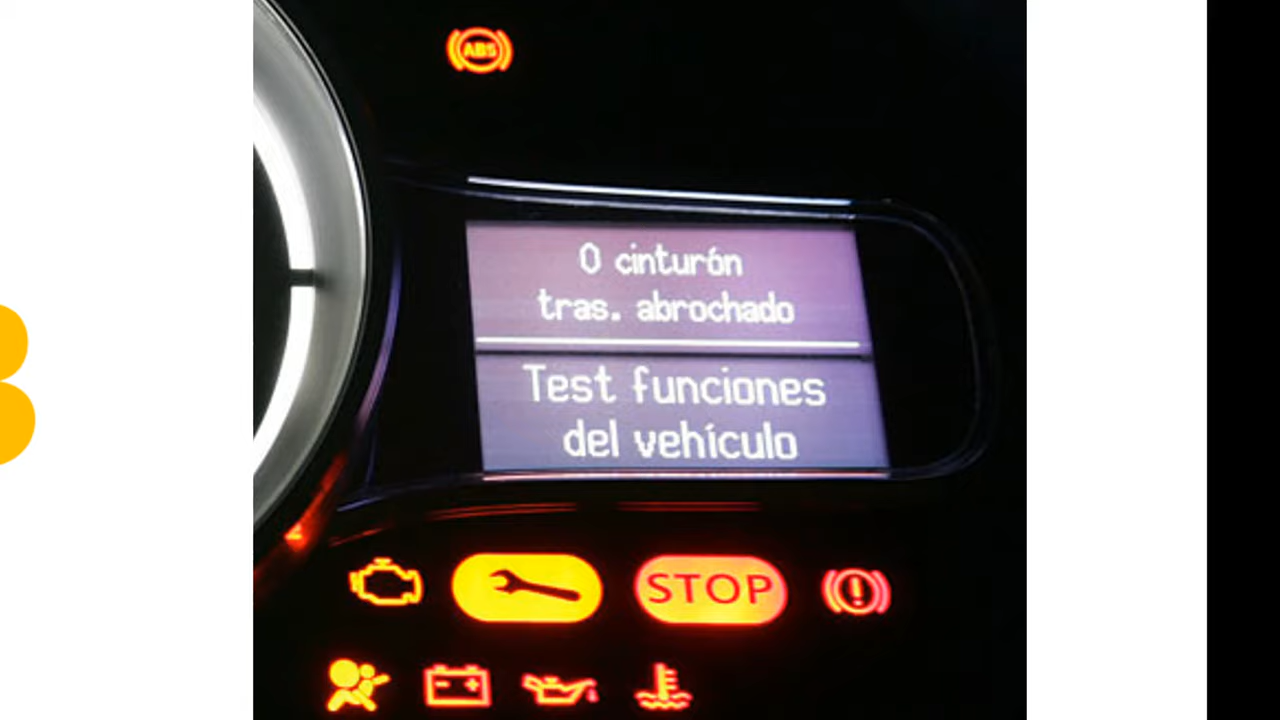 ABS
0 cinturón
tras. abrochado
Test funciones
del vehículo
STOP